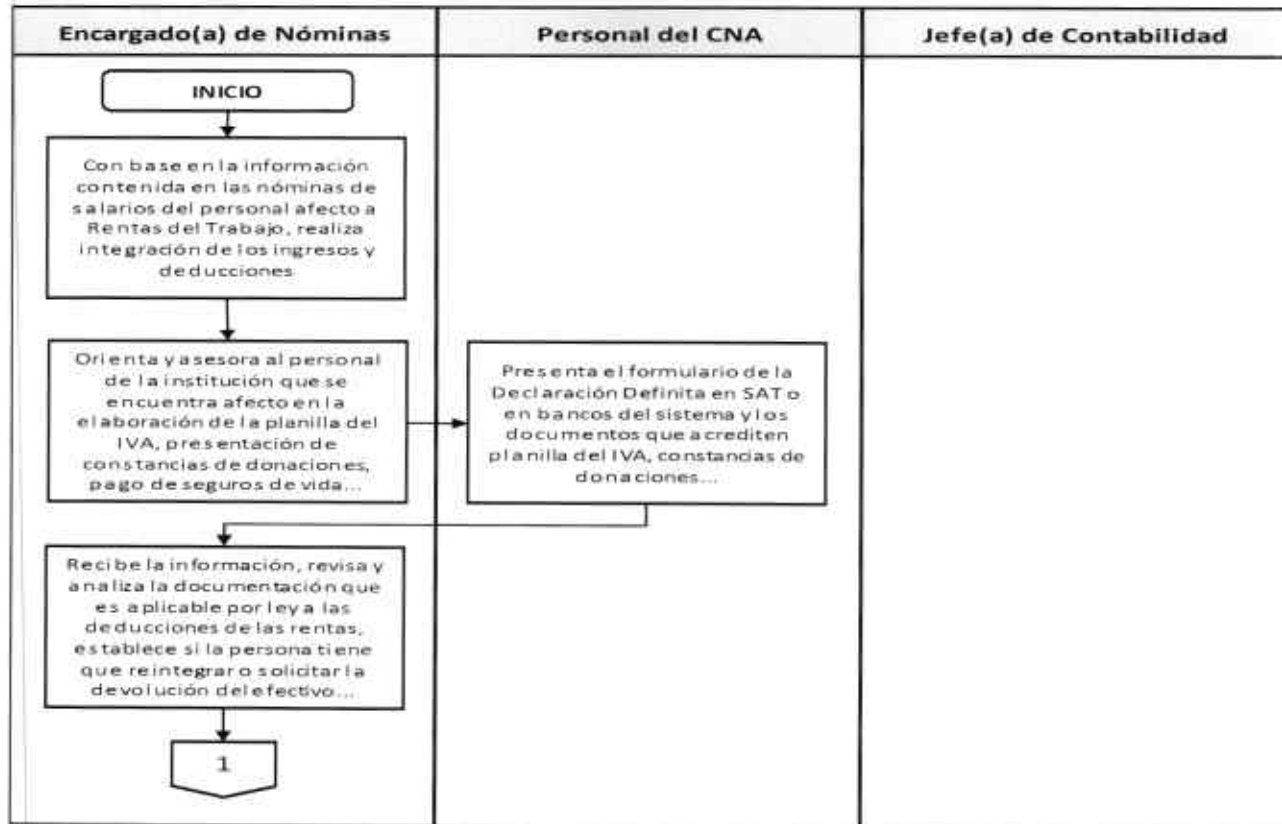 Encargado(a) de Nóminas
Personal del CNA
Jefe(a) de Contabilidad
INICIO
Con base en la información
contenida en las nóminas de
salarios del personal afecto a
Rentas del Trabajo, realiza
integración de los ingresos y
deducciones
Orienta y asesora al personal
de la institución que se
encuentra afecto en la
elaboración de la planilla del
IVA, presentación de
constancias de donaciones,
pago de seguros de vida...
Presenta el formulario de la
Declaración Definita en SAT o
en bancos del sistema y los
documentos que acrediten
planilla del IVA, constancias de
donaciones...
Recibe la información, revisa y
analiza la documentación que
es aplicable por ley a las
deducciones de las rentas,
establece si la persona tiene
que reintegrar o solicitar la
devolución del efectivo...
1